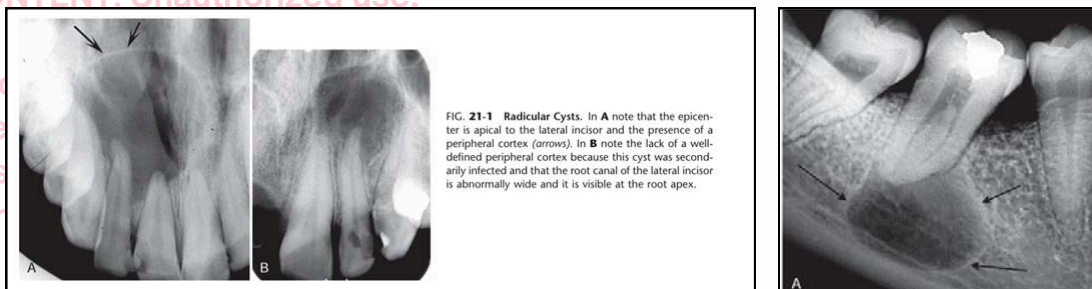 CONTENT. Unauthorized use.
FIG. 21-1 Radicular Cysts. In A note that the epicen-
ter is apical to the lateral incisor and the presence of a
peripheral cortex (arrows). In B note the lack of a well-
defined peripheral cortex because this cyst was second-
arily infected and that the root canal of the lateral incisor
is abnormally wide and it is visible at the root apex.
A
B
A